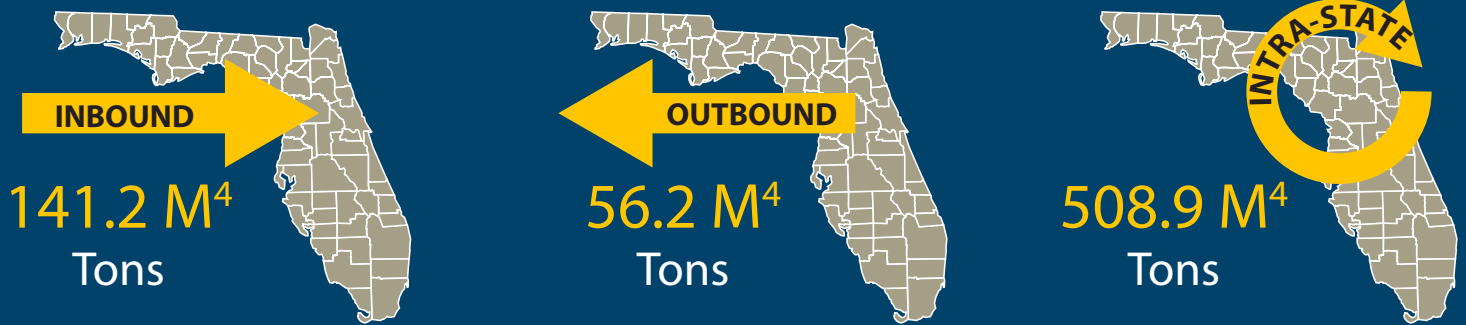 INBOUND
141.2 M⁴
Tons
OUTBOUND
56.2 M⁴
Tons
INTRA-STATE
508.9 M⁴
Tons